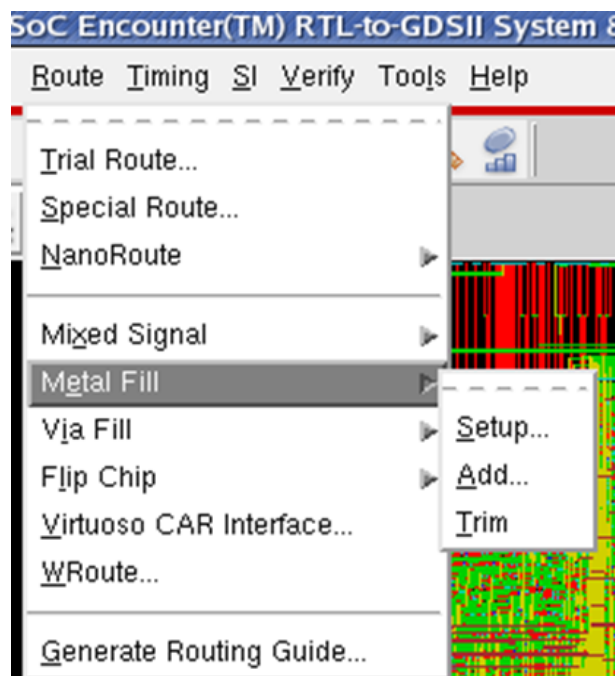 SoC Encounter(TM) RTL-to-GDSII System &
Route Timing SI Verify Tools Help
Trial Route...
Special Route...
NanoRoute
Mixed Signal
Metal Fill
Via Fill
Flip Chip
Virtuoso CAR Interface...
WRoute...
Generate Routing Guide...
Setup...
Add...
Trim